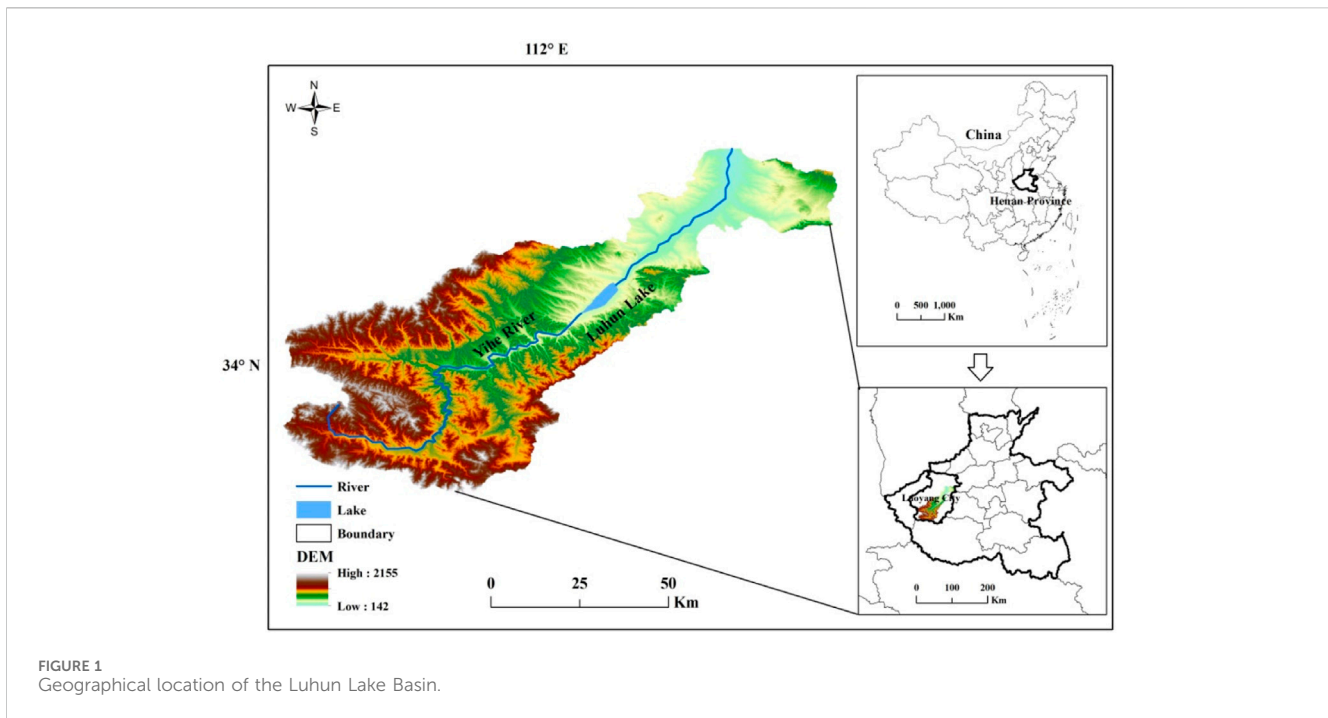 112° E
N
W E
S
China
Henan Province
0 500 1,000
Km
Yihe River
Luhun Lake
34° N
River
Lake
Boundary
DEM
High : 2155
Low : 142
0 25 50
Km
Luoyang City
0 100 200
Km
FIGURE 1
Geographical location of the Luhun Lake Basin.